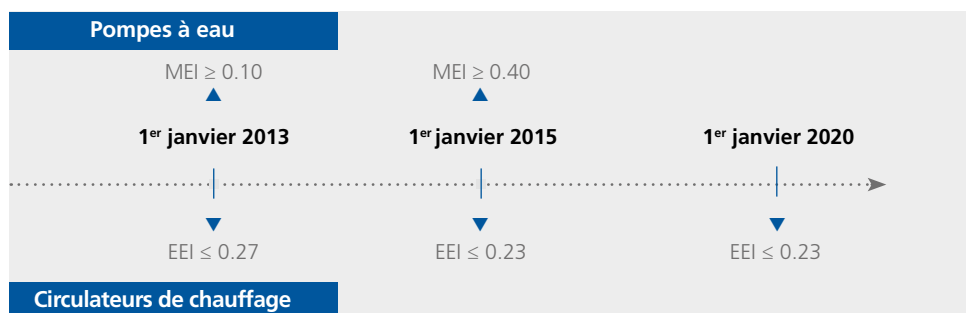 Pompes à eau
MEI ≥ 0.10 MEI ≥ 0.40
1er janvier 2013 1er janvier 2015 1er janvier 2020
EEI ≤ 0.27 EEI ≤ 0.23 EEI ≤ 0.23
Circulateurs de chauffage